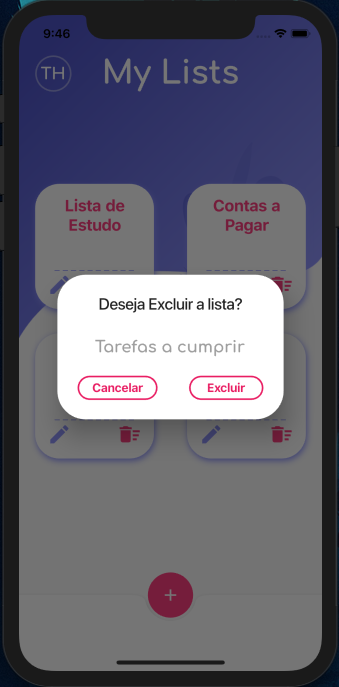 9:46
TH
My Lists
Lista de
Estudo
Contas a
Pagar
Deseja Excluir a lista?
Tarefas a cumprir
Cancelar
Excluir
+